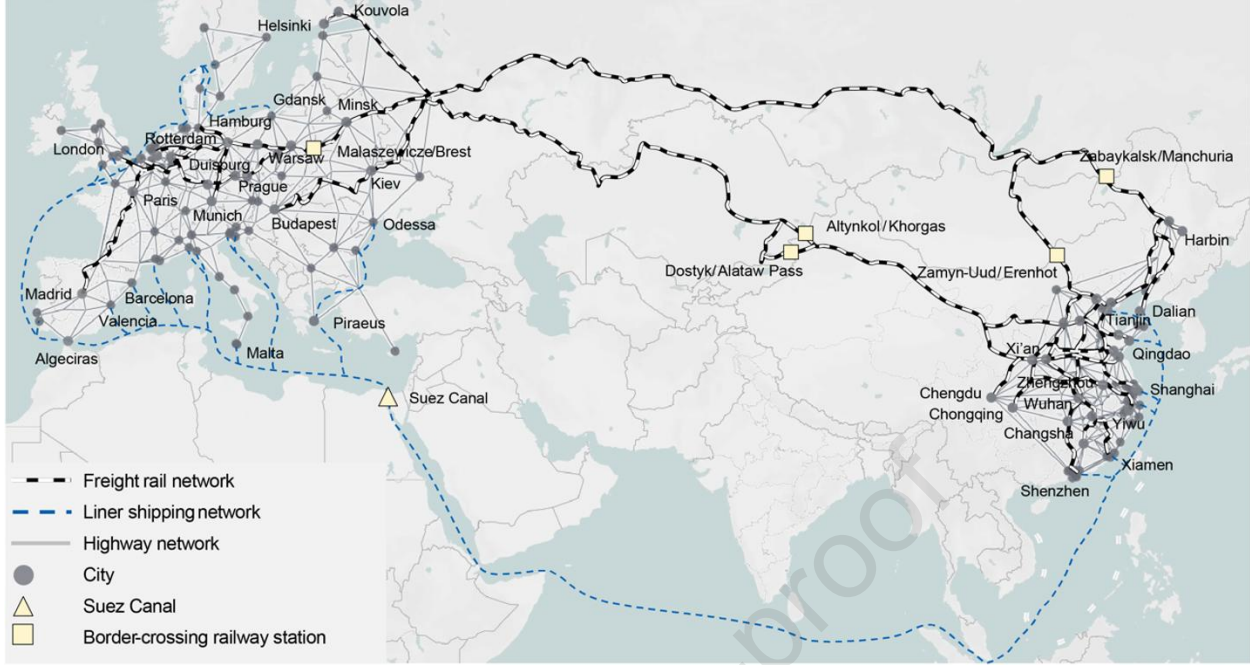 Kouvola
Helsinki
Gdansk
Minsk
Hamburg
Rotterdam
London
Warsaw
Malaszewicze/Brest
Duisburg
Prague
Kiev
Paris
Munich
Budapest
Odessa
Zabaykalsk/Manchuria
Altynkol/Khorgas
Harbin
Dostyk/Alataw Pass
Zamyn-Uud/Erenhot
Madrid
Barcelona
Valencia
Piraeus
Dalian
Tianjin
Algeciras
Malta
Xi'an
Qingdao
Suez Canal
Chengdu
Zhengzhou
Shanghai
Chongqing
Wuhan
Yiwu
Changsha
Xiamen
Shenzhen
Freight rail network
Liner shipping network
Highway network
City
Suez Canal
Border-crossing railway station
proof